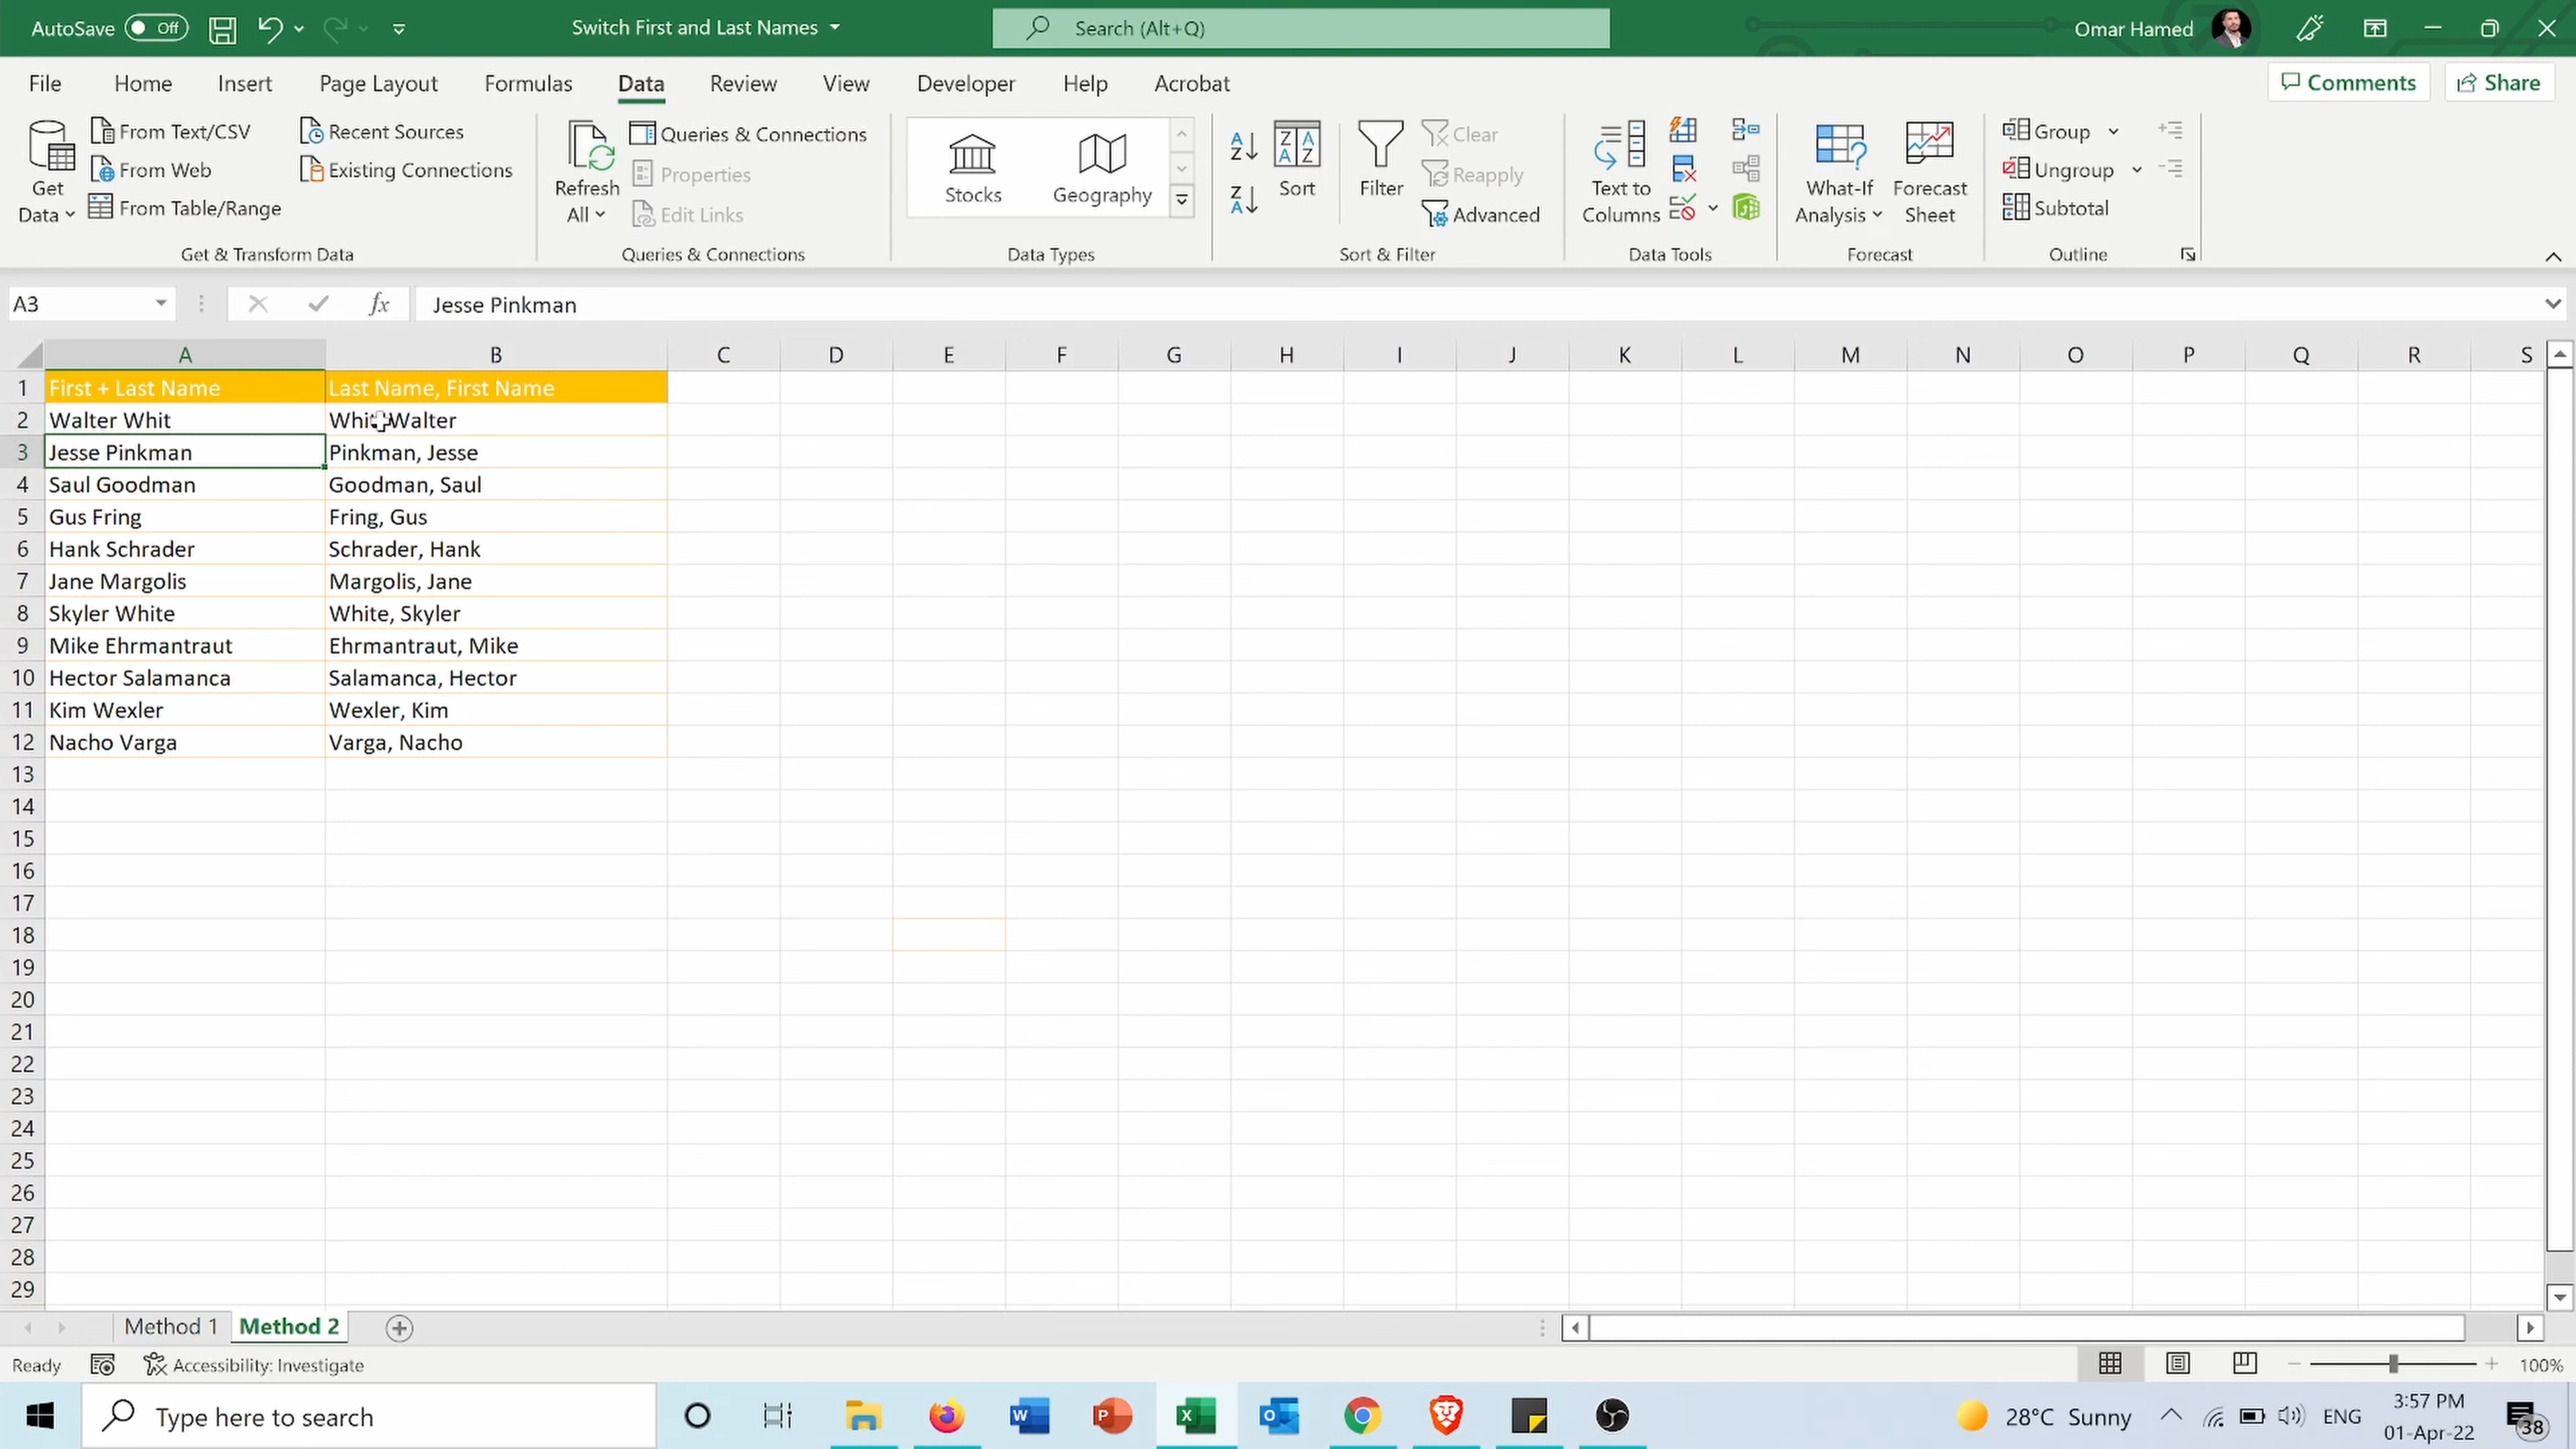 AutoSave Off
Switch First and Last Names
Search (Alt+Q)
Omar Hamed
File Home Insert Page Layout Formulas Data Review View Developer Help Acrobat
Comments Share
Get Data
From Text/CSV
From Web
From Table/Range
Recent Sources
Existing Connections
Get & Transform Data
Refresh All
Queries & Connections
Properties
Edit Links
Queries & Connections
Stocks
Geography
Data Types
Sort
Filter
Clear
Reapply
Advanced
Sort & Filter
Text to Columns
Data Tools
What-If Analysis
Forecast Sheet
Forecast
Group
Ungroup
Subtotal
Outline
A3 fx Jesse Pinkman
A B C D E F G H I J K L M N O P Q R S
1 First + Last Name Last Name, First Name
2 Walter Whit Walter
3 Jesse Pinkman Pinkman, Jesse
4 Saul Goodman Goodman, Saul
5 Gus Fring Fring, Gus
6 Hank Schrader Schrader, Hank
7 Jane Margolis Margolis, Jane
8 Skyler White White, Skyler
9 Mike Ehrmantraut Ehrmantraut, Mike
10 Hector Salamanca Salamanca, Hector
11 Kim Wexler Wexler, Kim
12 Nacho Varga Varga, Nacho
13
14
15
16
17
18
19
20
21
22
23
24
25
26
27
28
29
Method 1 Method 2
Ready Accessibility: Investigate 100%
Type here to search
28°C Sunny
ENG
3:57 PM
01-Apr-22
38